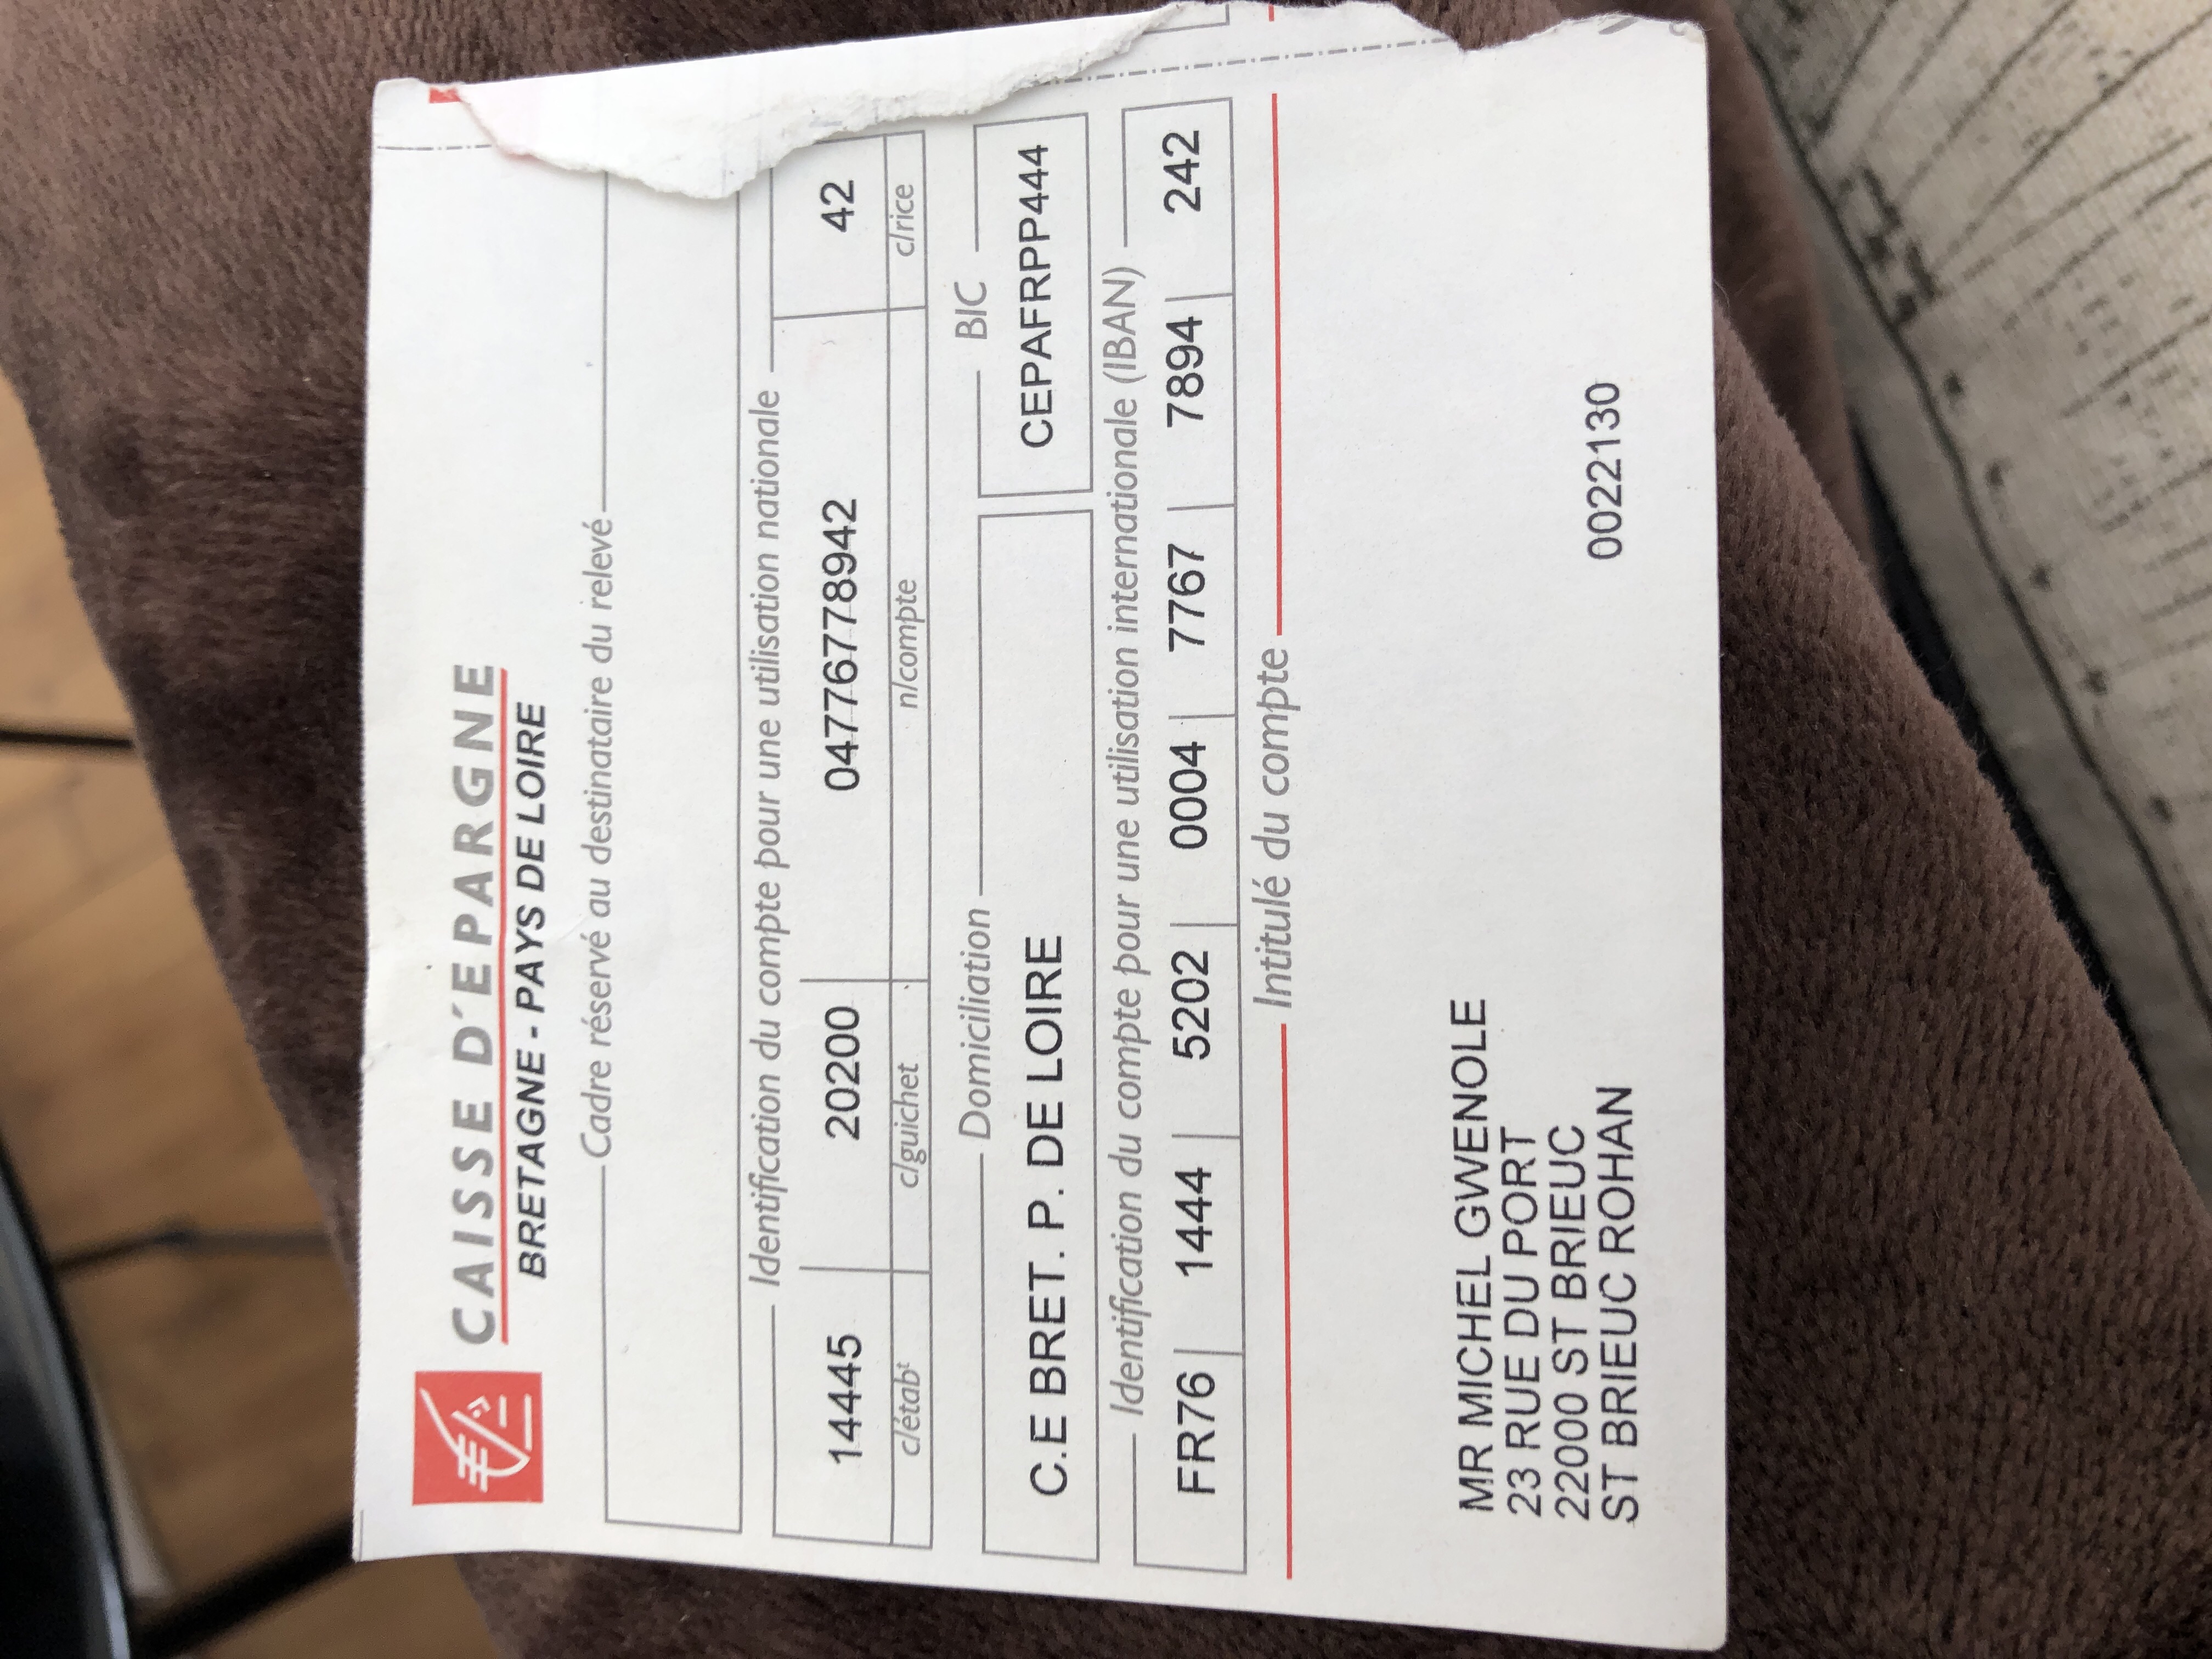 CAISSE D'EPARGNE
BRETAGNE - PAYS DE LOIRE
Cadre réservé au destinataire du relevé
Identification du compte pour une utilisation nationale
14445 20200 04776778942 42
c/étabt c/guichet n/compte c/rice
Domiciliation BIC
C.E BRET. P. DE LOIRE CEPAFRPP444
Identification du compte pour une utilisation internationale (IBAN)
FR76 1444 5202 0004 7767 7894 242
Intitulé du compte
MR MICHEL GWENOLE
23 RUE DU PORT
22000 ST BRIEUC
ST BRIEUC ROHAN 0022130